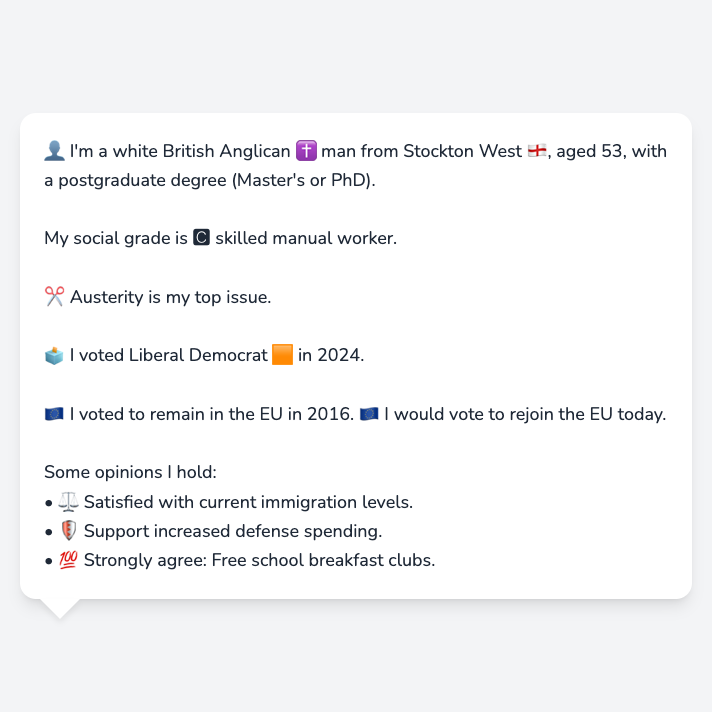 👤 I'm a white British Anglican ✝️ man from Stockton West 🏴󠁧󠁢󠁥󠁮󠁧󠁿, aged 53, with
a postgraduate degree (Master's or PhD).
My social grade is 🅲 skilled manual worker.
✂️ Austerity is my top issue.
🗳️ I voted Liberal Democrat 🟧 in 2024.
🇪🇺 I voted to remain in the EU in 2016. 🇪🇺 I would vote to rejoin the EU today.
Some opinions I hold:
• ⚖️ Satisfied with current immigration levels.
• 🛡️ Support increased defense spending.
• 💯 Strongly agree: Free school breakfast clubs.